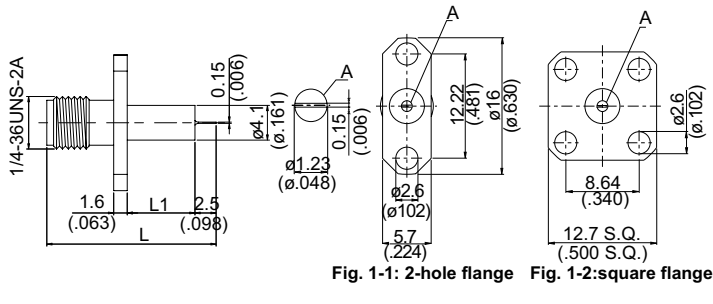 1/4-36UNS-2A
0.15
(.006)
ø4.1
(ø.161)
1.6
(.063)
L1
2.5
(.098)
L
A
0.15
(.006)
ø1.23
(ø.048)
A
12.22
(.481)
ø16
(ø.630)
ø2.6
(ø102)
5.7
(.224)
Fig. 1-1: 2-hole flange
A
ø2.6
(ø.102)
8.64
(.340)
12.7 S.Q.
(.500 S.Q.)
Fig. 1-2:square flange